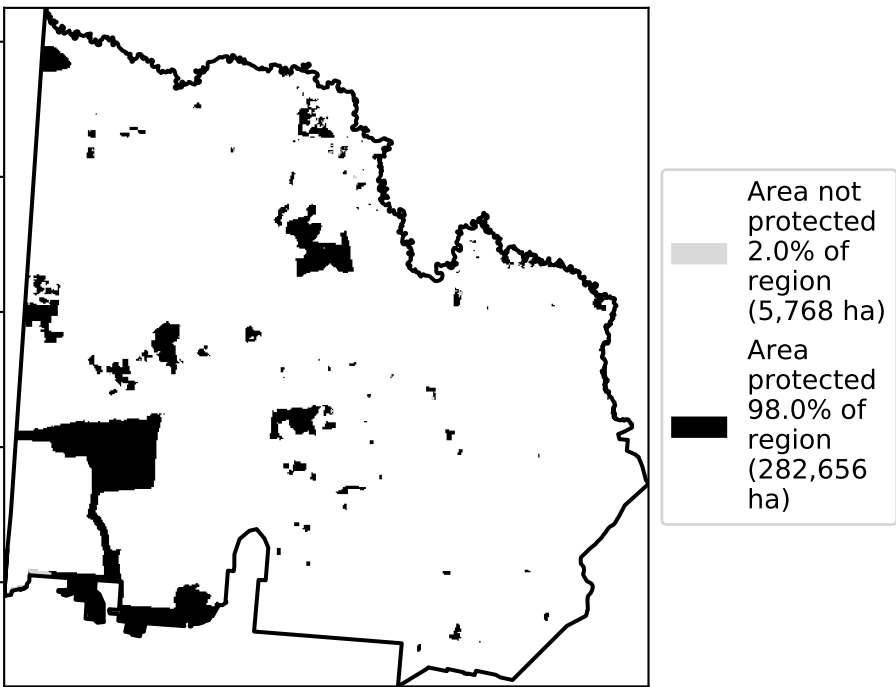 Area not
protected
2.0% of
region
(5,768 ha)
Area
protected
98.0% of
region
(282,656
ha)